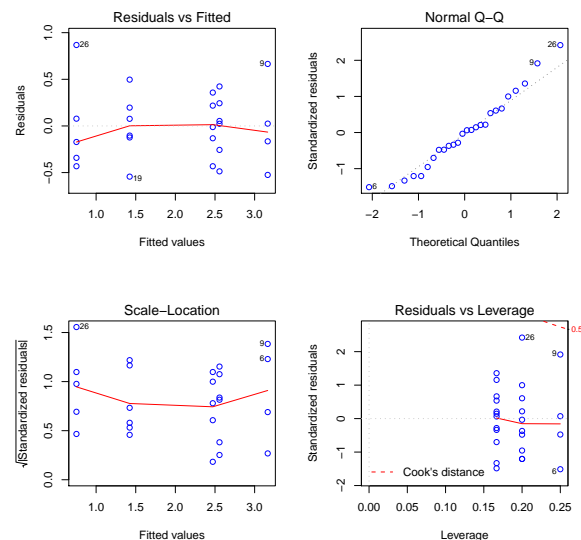 Residuals vs Fitted
Residuals
1.0
0.5
0.0
−0.5
26
9
19
1.0 1.5 2.0 2.5 3.0
Fitted values
Normal Q−Q
Standardized residuals
2
1
0
−1
26
9
6
−2 −1 0 1 2
Theoretical Quantiles
Scale−Location
√|Standardized residuals|
1.5
1.0
0.5
0.0
26
9
6
1.0 1.5 2.0 2.5 3.0
Fitted values
Residuals vs Leverage
Standardized residuals
2
1
0
−1
−2
26
9
6
0.5
Cook's distance
0.00 0.05 0.10 0.15 0.20 0.25
Leverage